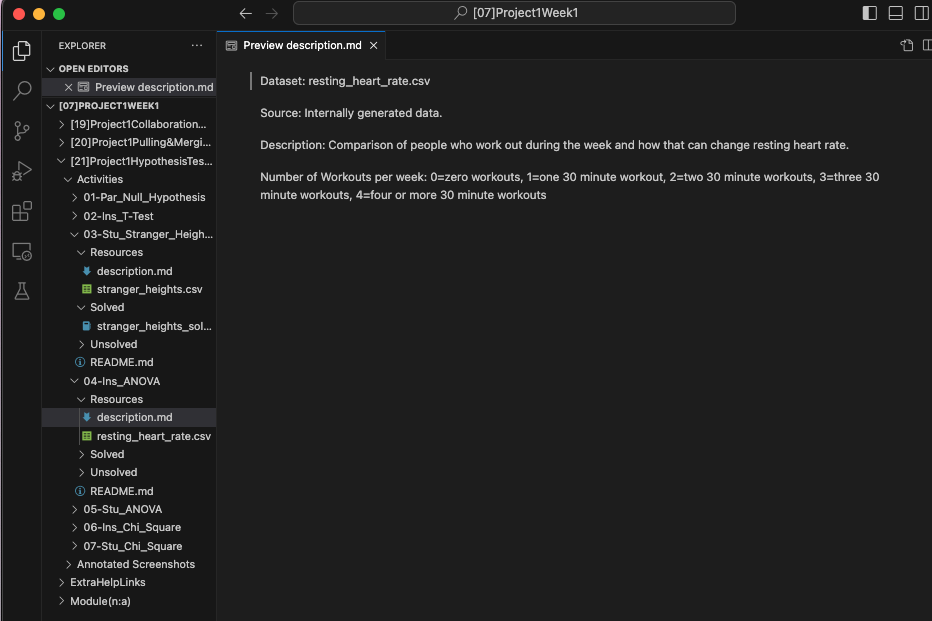 [07]Project1Week1
EXPLORER
Preview description.md
OPEN EDITORS
Preview description.md
[07]PROJECT1WEEK1
[19]Project1Collaboration...
[20]Project1Pulling&Mergi...
[21]Project1HypothesisTes...
Activities
01-Par_Null_Hypothesis
02-Ins_T-Test
03-Stu_Stranger_Heigh...
Resources
description.md
stranger_heights.csv
Solved
stranger_heights_sol...
Unsolved
README.md
04-Ins_ANOVA
Resources
description.md
resting_heart_rate.csv
Solved
Unsolved
README.md
05-Stu_ANOVA
06-Ins_Chi_Square
07-Stu_Chi_Square
Annotated Screenshots
ExtraHelpLinks
Module(n:a)
Dataset: resting_heart_rate.csv
Source: Internally generated data.
Description: Comparison of people who work out during the week and how that can change resting heart rate.
Number of Workouts per week: 0=zero workouts, 1=one 30 minute workout, 2=two 30 minute workouts, 3=three 30
minute workouts, 4=four or more 30 minute workouts